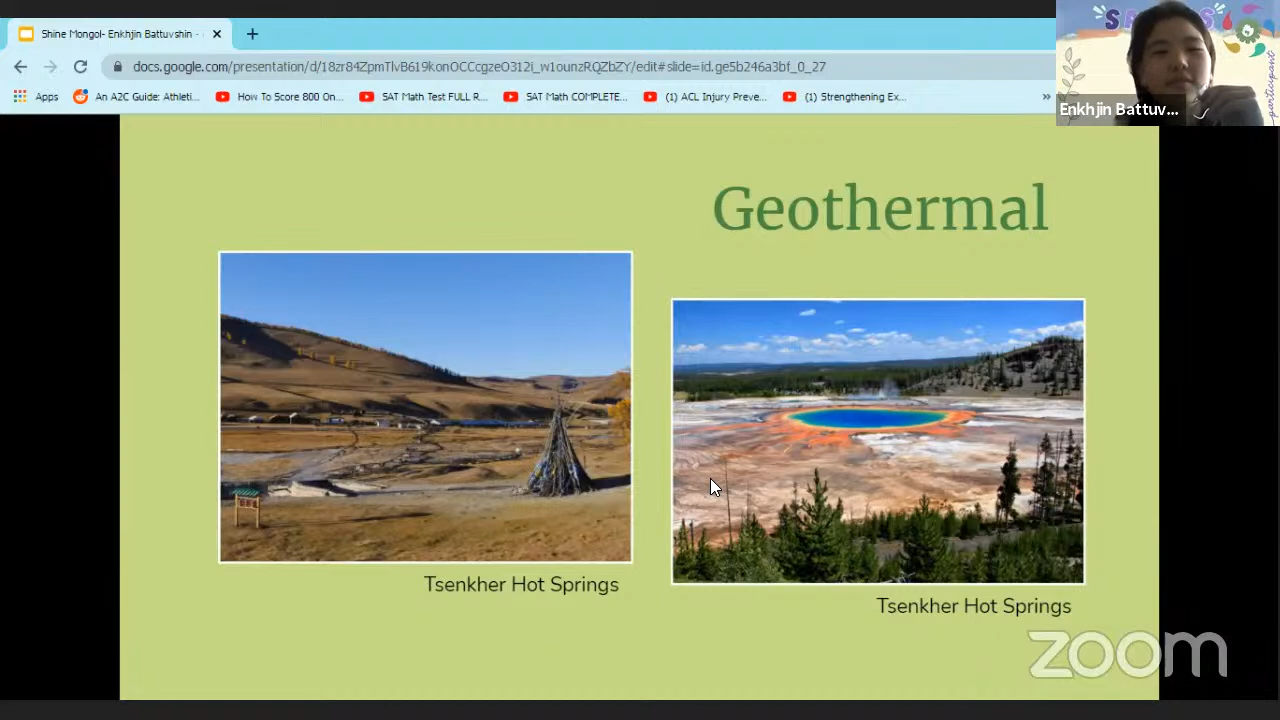 Shine Mongol- Enkhjin Battuvshin -
docs.google.com/presentation/d/18zr84ZpmTlvB619konOCCcgzeO312i_w1ounzRQZbZY/edit#slide=id.ge5b246a3bf_0_27
Apps
An A2C Guide: Athleti...
How To Score 800 On...
SAT Math Test FULL R...
SAT Math COMPLETE...
(1) ACL Injury Preve...
(1) Strengthening Ex...
»
participant
Enkhjin Battuv...
Geothermal
Tsenkher Hot Springs
Tsenkher Hot Springs
zoom